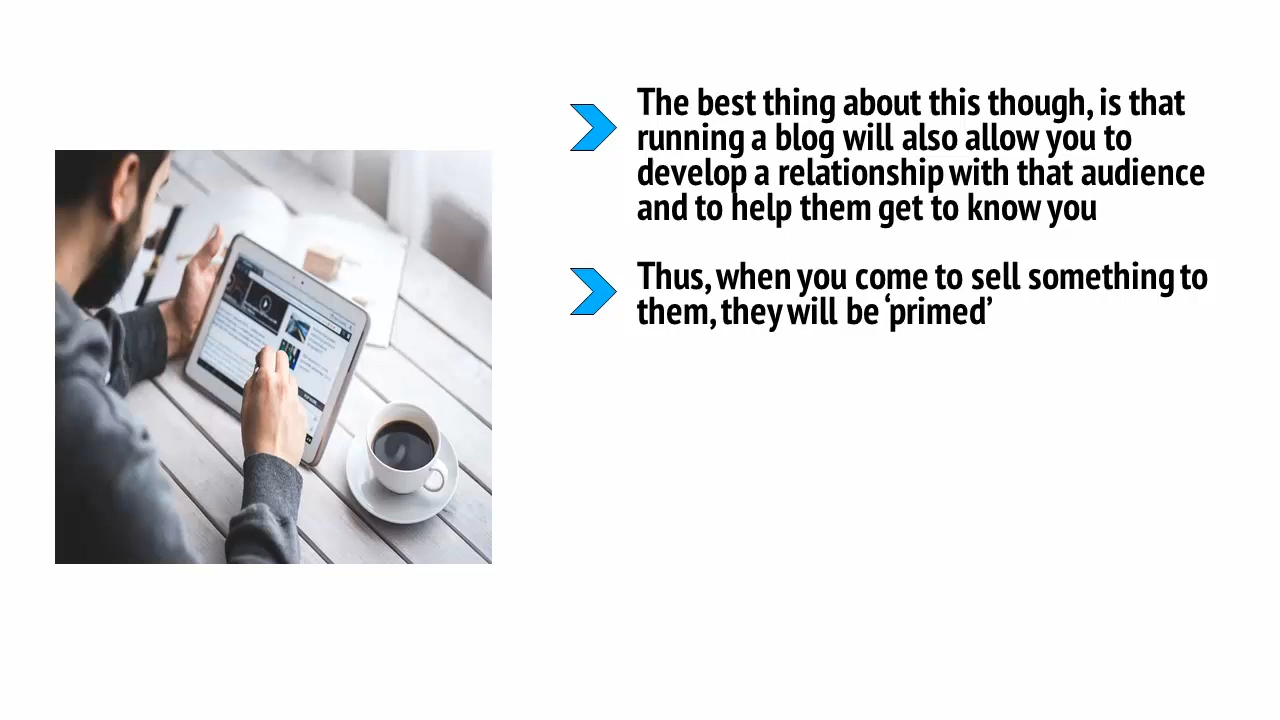 The best thing about this though, is that
running a blog will also allow you to
develop a relationship with that audience
and to help them get to know you
Thus, when you come to sell something to
them, they will be ‘primed’